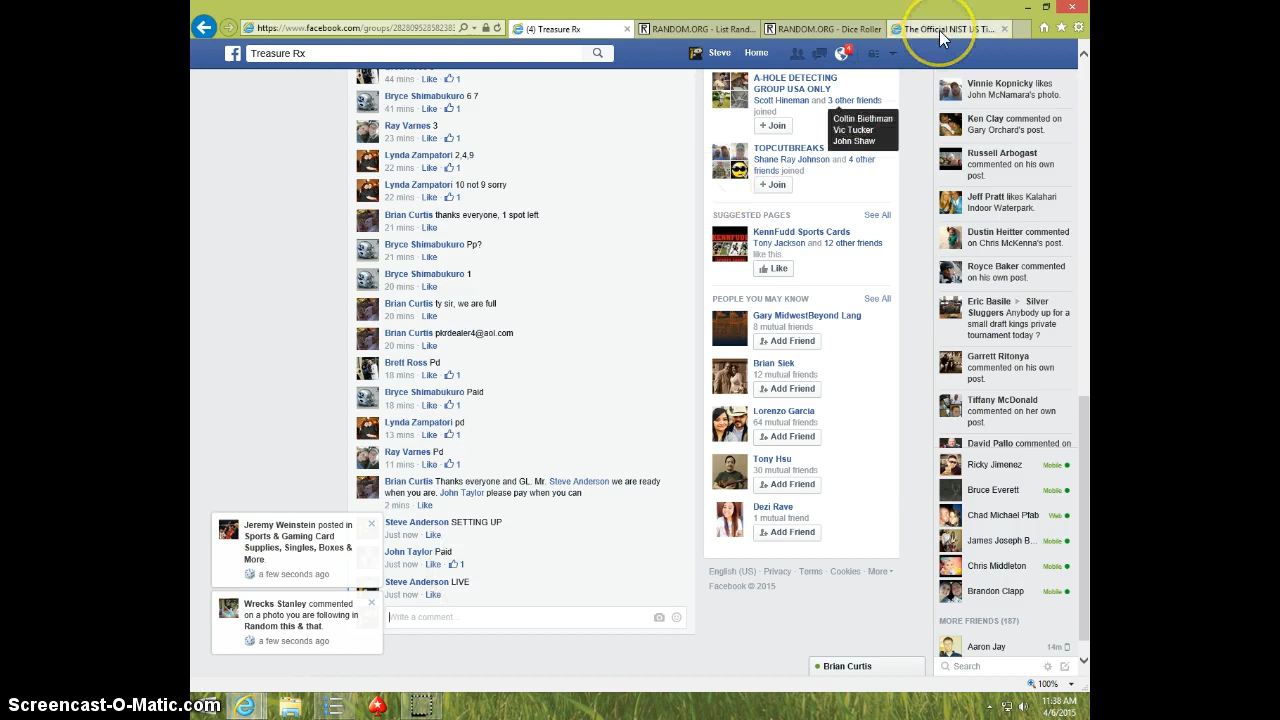 https://www.facebook.com/groups/282809528582383
(4) Treasure Rx
RANDOM.ORG - List Rand...
RANDOM.ORG - Dice Roller
The Official NIST US Ti...
Treasure Rx
Steve
Home
4
44 mins · Like · 1
Bryce Shimabukuro 6 7
41 mins · Like · 1
Ray Varnes 3
23 mins · Like · 1
Lynda Zampatori 2,4,9
22 mins · Like · 1
Lynda Zampatori 10 not 9 sorry
22 mins · Like · 1
Brian Curtis thanks everyone, 1 spot left
21 mins · Like
Bryce Shimabukuro Pp?
21 mins · Like
Bryce Shimabukuro 1
20 mins · Like · 1
Brian Curtis ty sir, we are full
20 mins · Like
Brian Curtis pkrdealer4@aol.com
20 mins · Like
Brett Ross Pd
18 mins · Like · 1
Bryce Shimabukuro Paid
18 mins · Like · 1
Lynda Zampatori pd
13 mins · Like · 1
Ray Varnes Pd
11 mins · Like · 1
Brian Curtis Thanks everyone and GL. Mr. Steve Anderson we are ready
when you are. John Taylor please pay when you can
2 mins · Like
Steve Anderson SETTING UP
Just now · Like
John Taylor Paid
Just now · Like · 1
Steve Anderson LIVE
Just now · Like
Write a comment...
Jeremy Weinstein posted in
Sports & Gaming Card
Supplies, Singles, Boxes &
More.
a few seconds ago
Wrecks Stanley commented
on a photo you are following in
Random this & that.
a few seconds ago
A-HOLE DETECTING
GROUP USA ONLY
Scott Hineman and 3 other friends
joined
+ Join
Coltin Biethman
Vic Tucker
John Shaw
TOPCUTBREAKS
Shane Ray Johnson and 4 other
friends joined
+ Join
SUGGESTED PAGES
See All
KennFudd Sports Cards
Tony Jackson and 12 other friends
like this.
Like
PEOPLE YOU MAY KNOW
See All
Gary MidwestBeyond Lang
8 mutual friends
Add Friend
Brian Siek
12 mutual friends
Add Friend
Lorenzo Garcia
64 mutual friends
Add Friend
Tony Hsu
30 mutual friends
Add Friend
Dezi Rave
1 mutual friend
Add Friend
English (US) · Privacy · Terms · Cookies · More
Facebook © 2015
Vinnie Kopnicky likes
John McNamara's photo.
Ken Clay commented on
Gary Orchard's post.
Russell Arbogast
commented on his own
post.
Jeff Pratt likes Kalahari
Indoor Waterpark.
Dustin Heitter commented
on Chris McKenna's post.
Royce Baker commented
on his own post.
Eric Basile ▸ Silver
Sluggers Anybody up for a
small draft kings private
tournament today ?
Garrett Ritonya
commented on his own
post.
Tiffany McDonald
commented on her own
post.
David Pallo commented on
Ricky Jimenez Mobile
Bruce Everett Mobile
Chad Michael Pfab Web
James Joseph B... Mobile
Chris Middleton Mobile
Brandon Clapp Mobile
MORE FRIENDS (187)
Aaron Jay 14m
Search
Brian Curtis
100%
11:38 AM
4/6/2015
Screencast-O-Matic.com